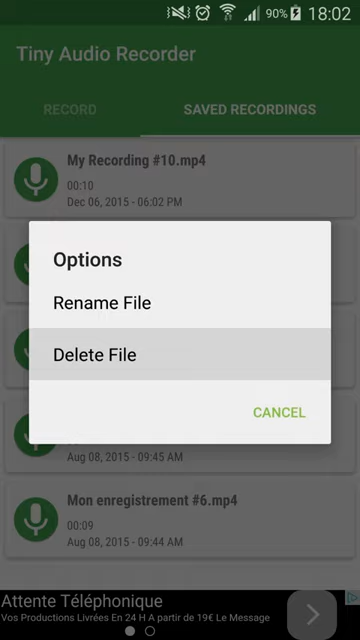 90% 18:02
Tiny Audio Recorder
RECORD SAVED RECORDINGS
My Recording #10.mp4
00:10
Dec 06, 2015 - 06:02 PM
Options
Rename File
Delete File
CANCEL
Aug 08, 2015 - 09:45 AM
Mon enregistrement #6.mp4
00:09
Aug 08, 2015 - 09:44 AM
Attente Téléphonique
Vos Productions Livrées En 24 H A partir de 19€ Le Message